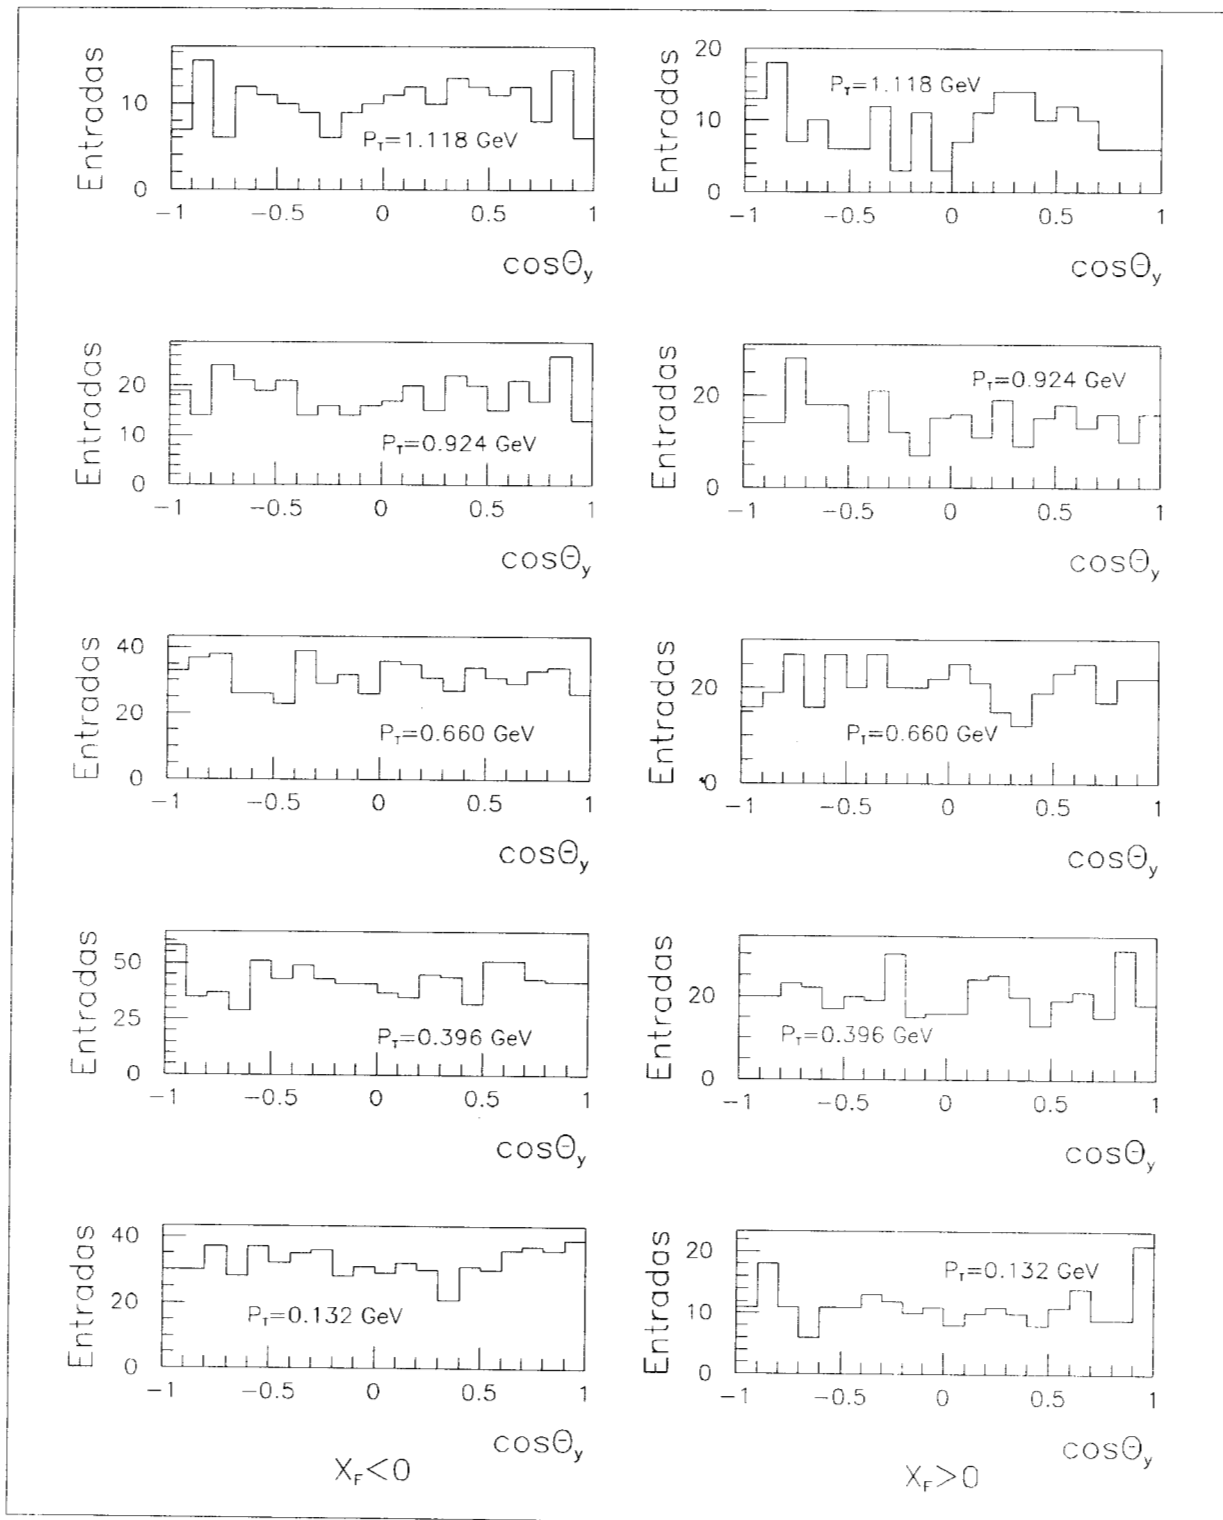 Entradas
10
0
P_T=1.118 GeV
−1 −0.5 0 0.5 1
cosΘ_y
Entradas
20
10
0
P_T=1.118 GeV
−1 −0.5 0 0.5 1
cosΘ_y
Entradas
20
10
0
P_T=0.924 GeV
−1 −0.5 0 0.5 1
cosΘ_y
Entradas
20
0
P_T=0.924 GeV
−1 −0.5 0 0.5 1
cosΘ_y
Entradas
40
20
0
P_T=0.660 GeV
−1 −0.5 0 0.5 1
cosΘ_y
Entradas
20
0
P_T=0.660 GeV
−1 −0.5 0 0.5 1
cosΘ_y
Entradas
50
25
0
P_T=0.396 GeV
−1 −0.5 0 0.5 1
cosΘ_y
Entradas
20
0
P_T=0.396 GeV
−1 −0.5 0 0.5 1
cosΘ_y
Entradas
40
20
0
P_T=0.132 GeV
−1 −0.5 0 0.5 1
cosΘ_y
X_F<0
Entradas
20
10
0
P_T=0.132 GeV
−1 −0.5 0 0.5 1
cosΘ_y
X_F>0